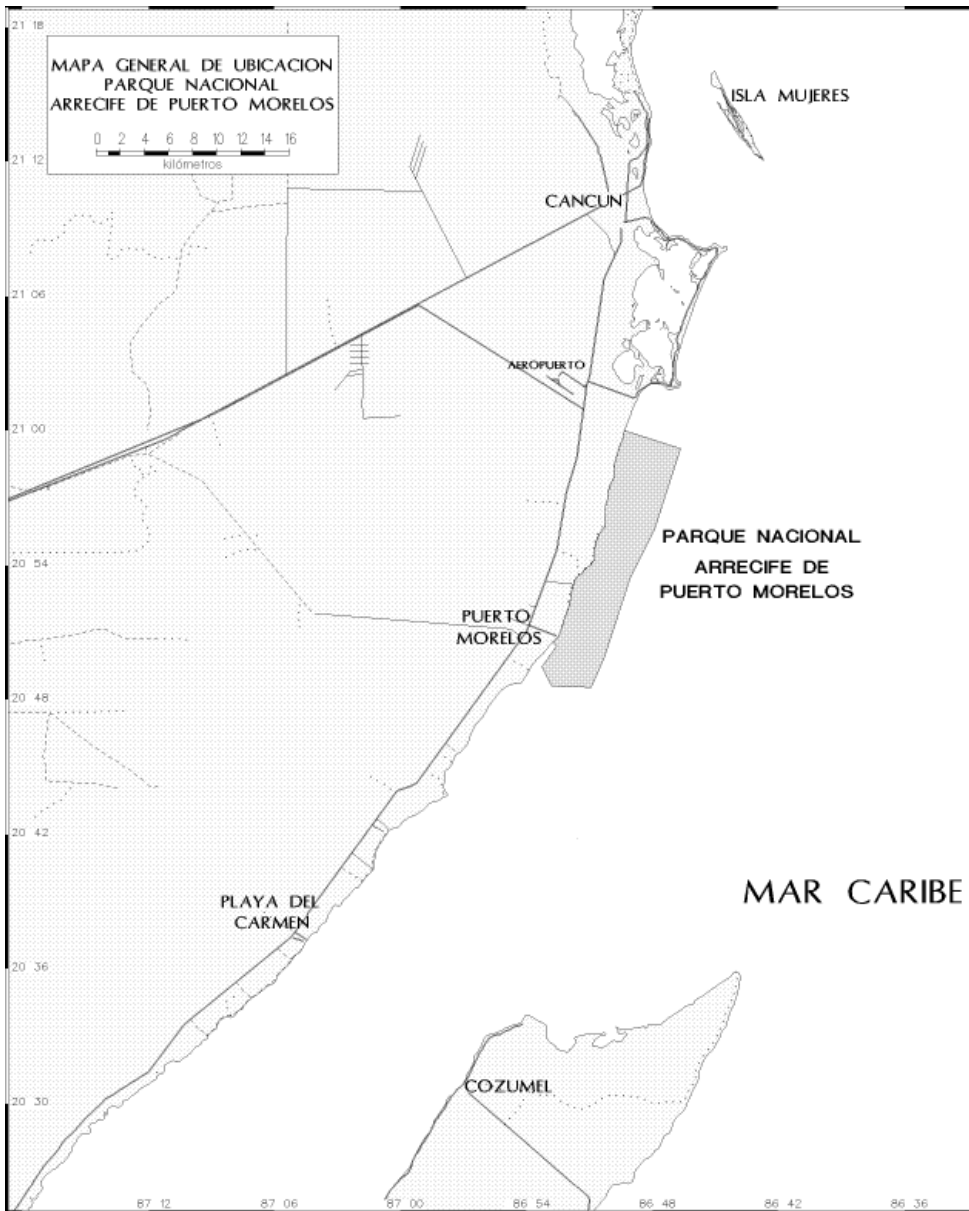 21 18
MAPA GENERAL DE UBICACION
PARQUE NACIONAL
ARRECIFE DE PUERTO MORELOS
0 2 4 6 8 10 12 14 16
kilómetros
ISLA MUJERES
21 12
CANCUN
21 06
AEROPUERTO
21 00
PARQUE NACIONAL
ARRECIFE DE
PUERTO MORELOS
20 54
PUERTO
MORELOS
20 48
20 42
MAR CARIBE
PLAYA DEL
CARMEN
20 36
COZUMEL
20 30
87 12 87 06 87 00 86 54 86 48 86 42 86 36